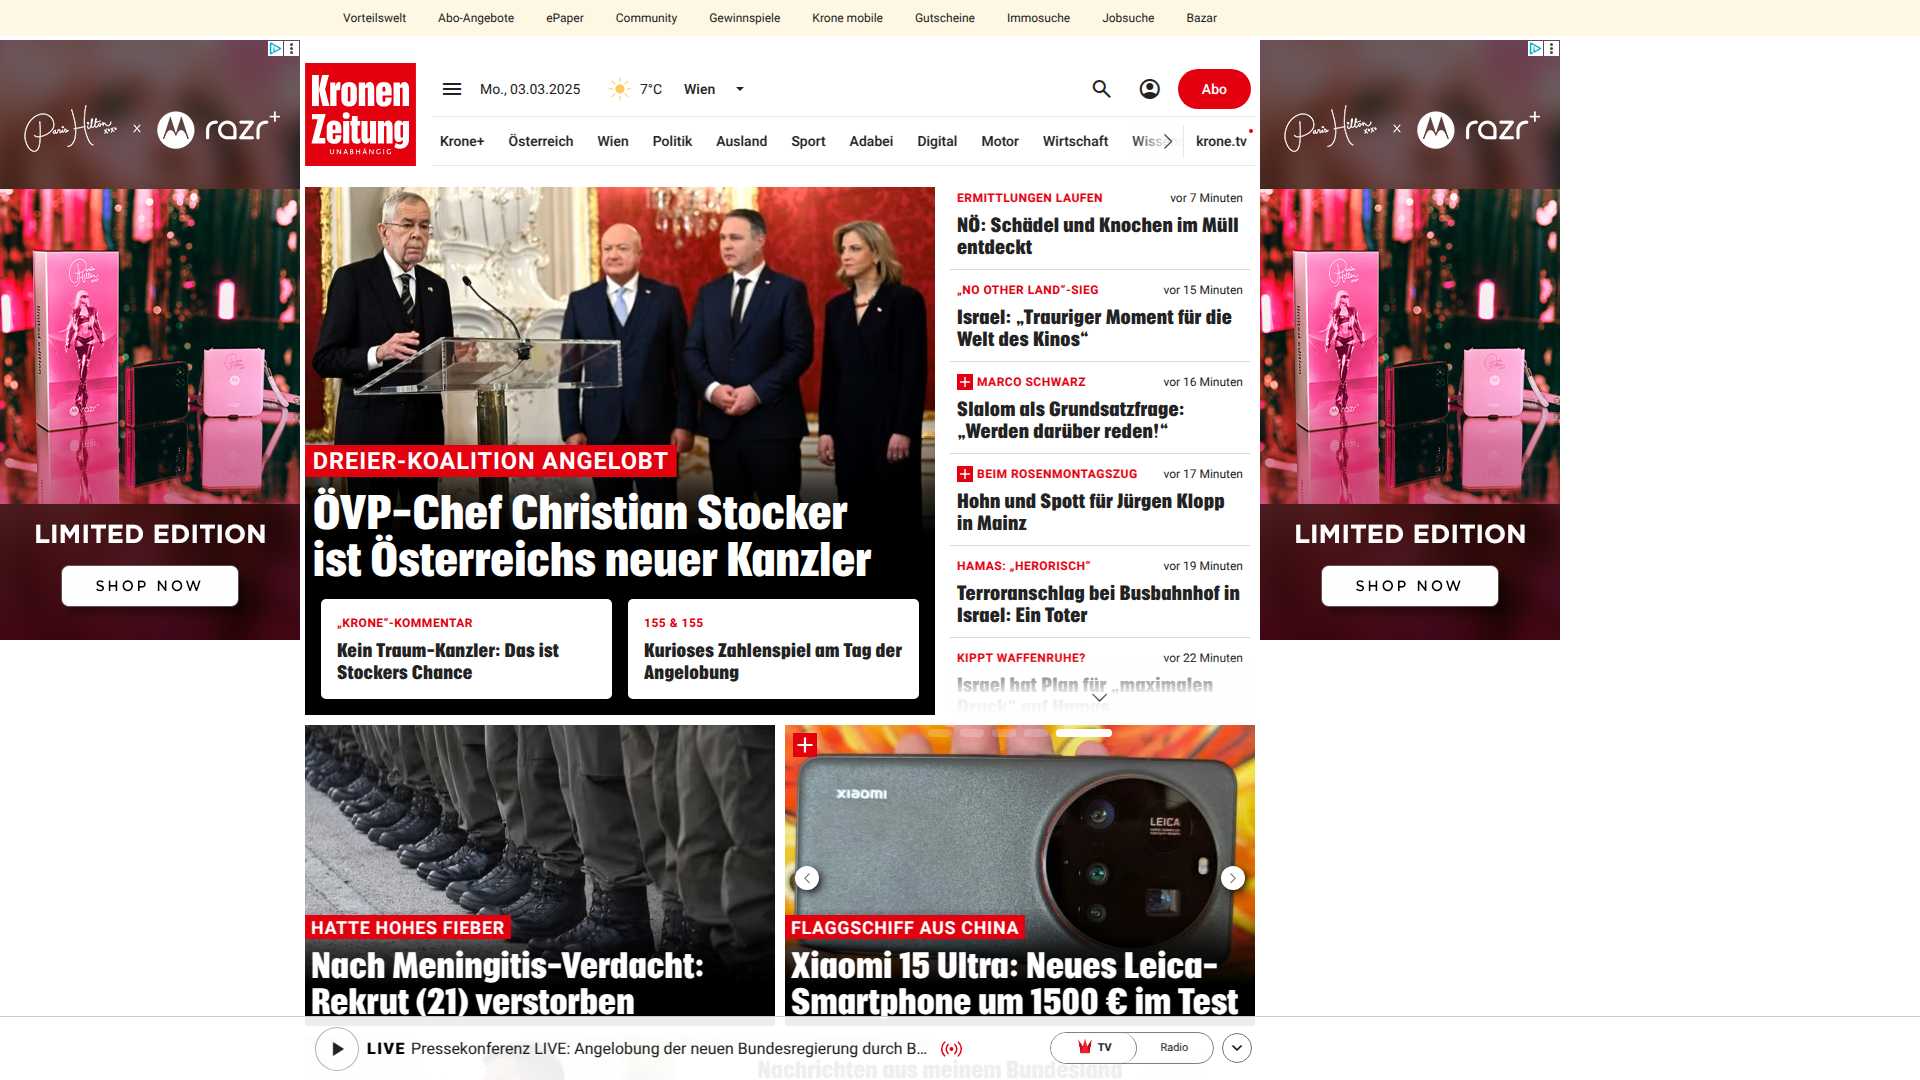 Vorteilswelt
Abo-Angebote
ePaper
Community
Gewinnspiele
Krone mobile
Gutscheine
Immosuche
Jobsuche
Bazar
Paris Hilton xoxo x razr+
LIMITED EDITION
SHOP NOW
Kronen
Zeitung
UNABHÄNGIG
Mo., 03.03.2025
7°C
Wien
Abo
Krone+
Österreich
Wien
Politik
Ausland
Sport
Adabei
Digital
Motor
Wirtschaft
krone.tv
DREIER-KOALITION ANGELOBT
ÖVP-Chef Christian Stocker
ist Österreichs neuer Kanzler
„KRONE“-KOMMENTAR
Kein Traum-Kanzler: Das ist
Stockers Chance
155 & 155
Kurioses Zahlenspiel am Tag der
Angelobung
ERMITTLUNGEN LAUFEN
vor 7 Minuten
NÖ: Schädel und Knochen im Müll
entdeckt
„NO OTHER LAND“-SIEG
vor 15 Minuten
Israel: „Trauriger Moment für die
Welt des Kinos“
MARCO SCHWARZ
vor 16 Minuten
Slalom als Grundsatzfrage:
„Werden darüber reden!“
BEIM ROSENMONTAGSZUG
vor 17 Minuten
Hohn und Spott für Jürgen Klopp
in Mainz
HAMAS: „HERORISCH“
vor 19 Minuten
Terroranschlag bei Busbahnhof in
Israel: Ein Toter
KIPPT WAFFENRUHE?
vor 22 Minuten
Israel hat Plan für „maximalen
Druck“ auf Hamas
Paris Hilton xoxo x razr+
LIMITED EDITION
SHOP NOW
HATTE HOHES FIEBER
Nach Meningitis-Verdacht:
Rekrut (21) verstorben
xiaomi
LEICA
FLAGGSCHIFF AUS CHINA
Xiaomi 15 Ultra: Neues Leica-
Smartphone um 1500 € im Test
LIVE Pressekonferenz LIVE: Angelobung der neuen Bundesregierung durch B...
TV
Radio
Nachrichten aus meinem Bundesland